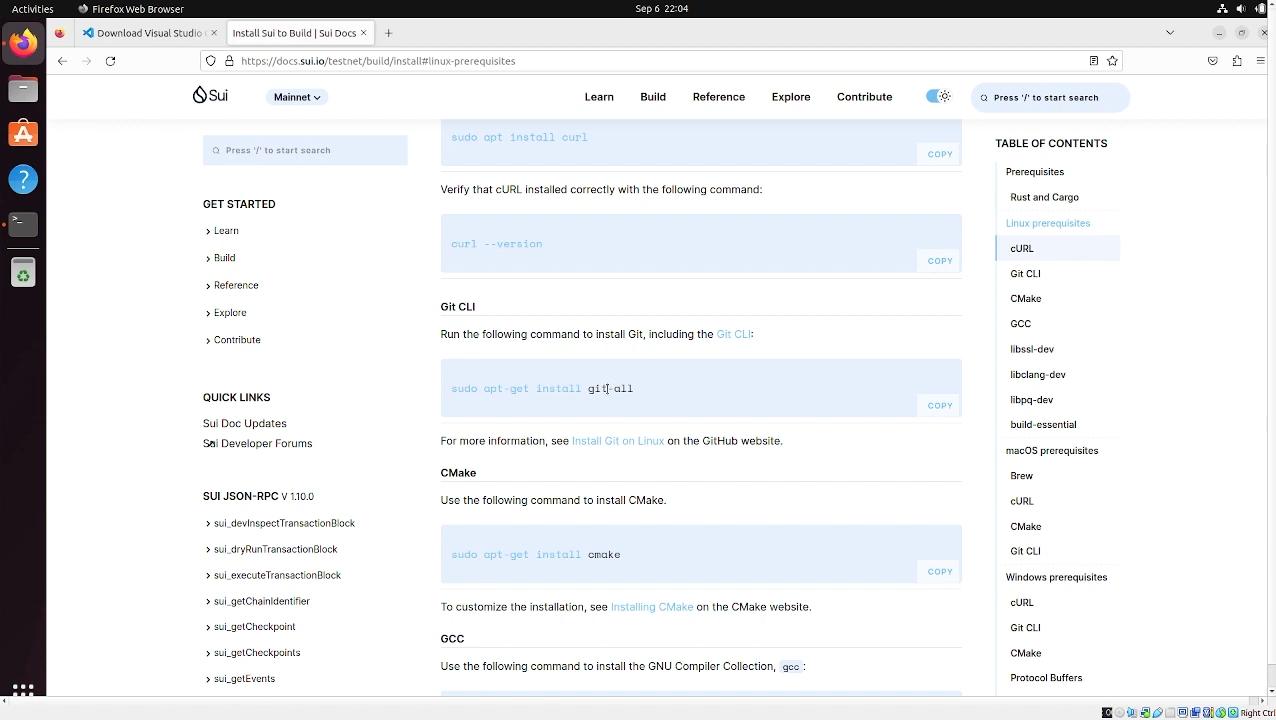 Activities
Firefox Web Browser
Sep 6 22:04
Download Visual Studio
Install Sui to Build | Sui Docs
https://docs.sui.io/testnet/build/install#linux-prerequisites
Sui
Mainnet
Learn
Build
Reference
Explore
Contribute
Press '/' to start search
Press '/' to start search
GET STARTED
Learn
Build
Reference
Explore
Contribute
QUICK LINKS
Sui Doc Updates
Sui Developer Forums
SUI JSON-RPC V 1.10.0
sui_devInspectTransactionBlock
sui_dryRunTransactionBlock
sui_executeTransactionBlock
sui_getChainIdentifier
sui_getCheckpoint
sui_getCheckpoints
sui_getEvents
sudo apt install curl
COPY
Verify that cURL installed correctly with the following command:
curl --version
COPY
Git CLI
Run the following command to install Git, including the Git CLI:
sudo apt-get install git-all
COPY
For more information, see Install Git on Linux on the GitHub website.
CMake
Use the following command to install CMake.
sudo apt-get install cmake
COPY
To customize the installation, see Installing CMake on the CMake website.
GCC
Use the following command to install the GNU Compiler Collection, gcc:
TABLE OF CONTENTS
Prerequisites
Rust and Cargo
Linux prerequisites
cURL
Git CLI
CMake
GCC
libssl-dev
libclang-dev
libpq-dev
build-essential
macOS prerequisites
Brew
cURL
CMake
Git CLI
Windows prerequisites
cURL
Git CLI
CMake
Protocol Buffers
Right Ctrl